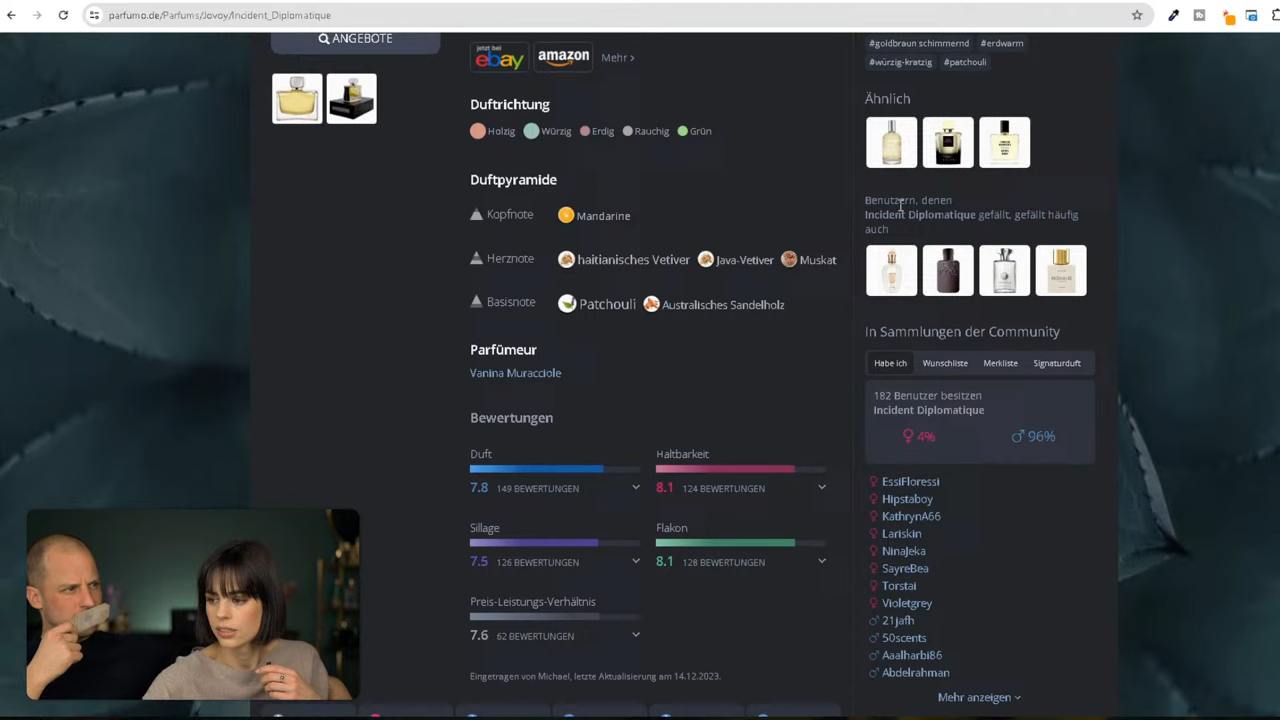 parfumo.de/Parfums/Jovoy/Incident_Diplomatique
ANGEBOTE
jetzt bei
ebay
amazon
Mehr >
Duftrichtung
Holzig Würzig Erdig Rauchig Grün
Duftpyramide
Kopfnote Mandarine
Herznote haitianisches Vetiver Java-Vetiver Muskat
Basisnote Patchouli Australisches Sandelholz
Parfümeur
Vanina Muracciole
Bewertungen
Duft Haltbarkeit
7.8 149 BEWERTUNGEN 8.1 124 BEWERTUNGEN
Sillage Flakon
7.5 126 BEWERTUNGEN 8.1 128 BEWERTUNGEN
Preis-Leistungs-Verhältnis
7.6 62 BEWERTUNGEN
Eingetragen von Michael, letzte Aktualisierung am 14.12.2023.
#goldbraun schimmernd #erdwarm
#würzig-kratzig #patchouli
Ähnlich
Benutzern, denen
Incident Diplomatique gefällt, gefällt häufig
auch
In Sammlungen der Community
Habe ich Wunschliste Merkliste Signaturduft
182 Benutzer besitzen
Incident Diplomatique
♀ 4% ♂ 96%
♀ EssiFloressi
♀ Hipstaboy
♀ KathrynA66
♀ Lariskin
♀ NinaJeka
♀ SayreBea
♀ Torstai
♀ Violetgrey
♂ 21jafh
♂ 50scents
♂ Aaalharbi86
♂ Abdelrahman
Mehr anzeigen